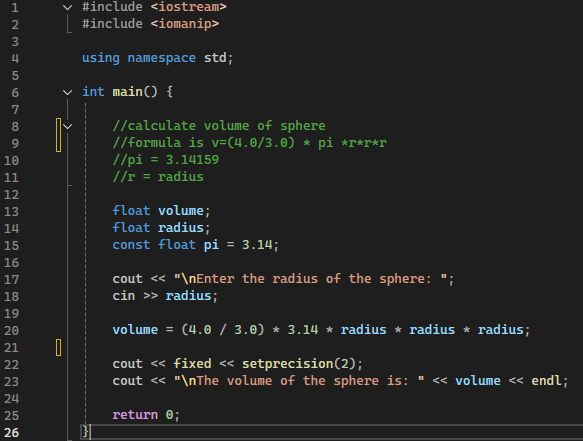 1 #include <iostream>
2 #include <iomanip>
3
4 using namespace std;
5
6 int main() {
7
8 //calculate volume of sphere
9 //formula is v=(4.0/3.0) * pi *r*r*r
10 //pi = 3.14159
11 //r = radius
12
13 float volume;
14 float radius;
15 const float pi = 3.14;
16
17 cout << "\nEnter the radius of the sphere: ";
18 cin >> radius;
19
20 volume = (4.0 / 3.0) * 3.14 * radius * radius * radius;
21
22 cout << fixed << setprecision(2);
23 cout << "\nThe volume of the sphere is: " << volume << endl;
24
25 return 0;
26 }